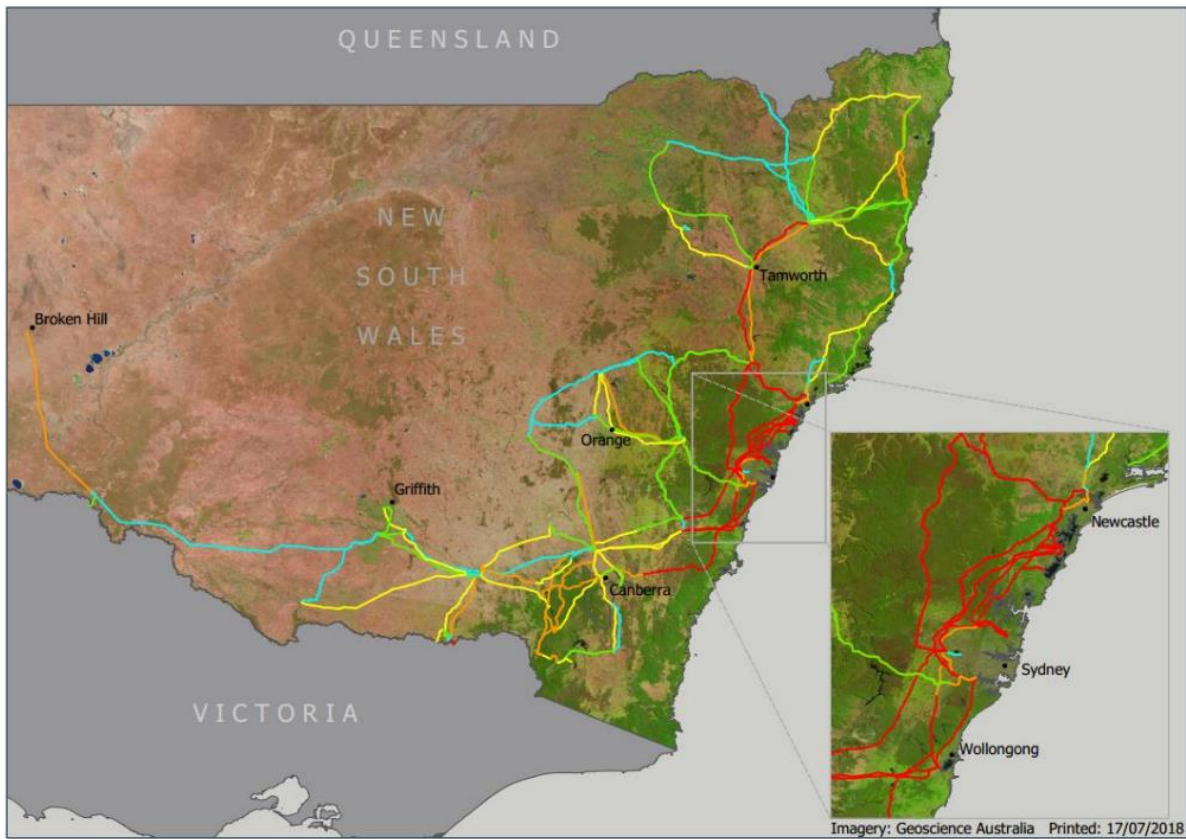 QUEENSLAND
NEW
SOUTH
WALES
Tamworth
Broken Hill
Orange
Griffith
Canberra
Newcastle
Sydney
Wollongong
VICTORIA
Imagery: Geoscience Australia Printed: 17/07/2018